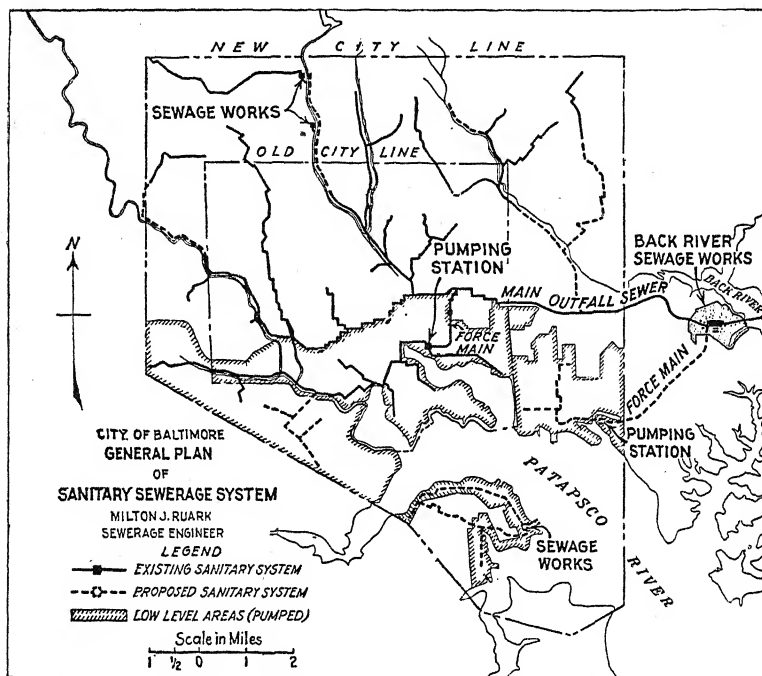 NEW CITY LINE
SEWAGE WORKS
OLD CITY LINE
N
PUMPING
STATION
BACK RIVER
SEWAGE WORKS
BACK RIVER
MAIN OUTFALL SEWER
FORCE
MAIN
FORCE MAIN
PUMPING
STATION
CITY OF BALTIMORE
GENERAL PLAN
OF
SANITARY SEWERAGE SYSTEM
MILTON J. RUARK
SEWERAGE ENGINEER
PATAPSCO
RIVER
SEWAGE
WORKS
LEGEND
EXISTING SANITARY SYSTEM
PROPOSED SANITARY SYSTEM
LOW LEVEL AREAS (PUMPED)
Scale in Miles
1 ½ 0 1 2